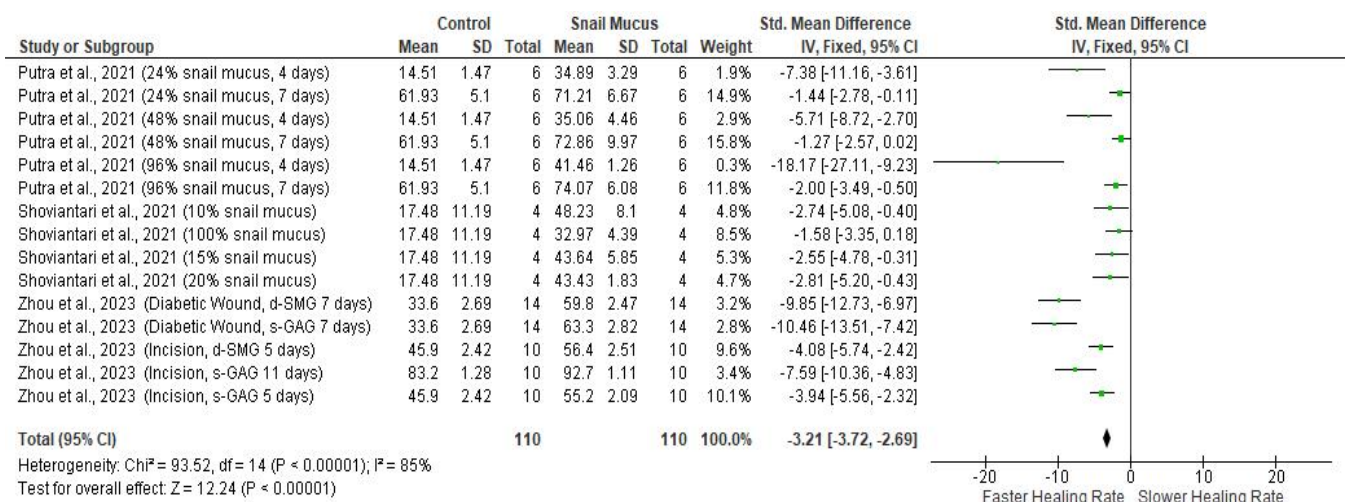 Control Snail Mucus Std. Mean Difference Std. Mean Difference
Study or Subgroup Mean SD Total Mean SD Total Weight IV, Fixed, 95% CI IV, Fixed, 95% CI
Putra et al., 2021 (24% snail mucus, 4 days) 14.51 1.47 6 34.89 3.29 6 1.9% -7.38 [-11.16, -3.61]
Putra et al., 2021 (24% snail mucus, 7 days) 61.93 5.1 6 71.21 6.67 6 14.9% -1.44 [-2.78, -0.11]
Putra et al., 2021 (48% snail mucus, 4 days) 14.51 1.47 6 35.06 4.46 6 2.9% -5.71 [-8.72, -2.70]
Putra et al., 2021 (48% snail mucus, 7 days) 61.93 5.1 6 72.86 9.97 6 15.8% -1.27 [-2.57, 0.02]
Putra et al., 2021 (96% snail mucus, 4 days) 14.51 1.47 6 41.46 1.26 6 0.3% -18.17 [-27.11, -9.23]
Putra et al., 2021 (96% snail mucus, 7 days) 61.93 5.1 6 74.07 6.08 6 11.8% -2.00 [-3.49, -0.50]
Shoviantari et al., 2021 (10% snail mucus) 17.48 11.19 4 48.23 8.1 4 4.8% -2.74 [-5.08, -0.40]
Shoviantari et al., 2021 (100% snail mucus) 17.48 11.19 4 32.97 4.39 4 8.5% -1.58 [-3.35, 0.18]
Shoviantari et al., 2021 (15% snail mucus) 17.48 11.19 4 43.64 5.85 4 5.3% -2.55 [-4.78, -0.31]
Shoviantari et al., 2021 (20% snail mucus) 17.48 11.19 4 43.43 1.83 4 4.7% -2.81 [-5.20, -0.43]
Zhou et al., 2023 (Diabetic Wound, d-SMG 7 days) 33.6 2.69 14 59.8 2.47 14 3.2% -9.85 [-12.73, -6.97]
Zhou et al., 2023 (Diabetic Wound, s-GAG 7 days) 33.6 2.69 14 63.3 2.82 14 2.8% -10.46 [-13.51, -7.42]
Zhou et al., 2023 (Incision, d-SMG 5 days) 45.9 2.42 10 56.4 2.51 10 9.6% -4.08 [-5.74, -2.42]
Zhou et al., 2023 (Incision, s-GAG 11 days) 83.2 1.28 10 92.7 1.11 10 3.4% -7.59 [-10.36, -4.83]
Zhou et al., 2023 (Incision, s-GAG 5 days) 45.9 2.42 10 55.2 2.09 10 10.1% -3.94 [-5.56, -2.32]
Total (95% CI) 110 110 100.0% -3.21 [-3.72, -2.69]
Heterogeneity: Chi² = 93.52, df = 14 (P < 0.00001); I² = 85%
Test for overall effect: Z = 12.24 (P < 0.00001)
-20 -10 0 10 20
Faster Healing Rate Slower Healing Rate